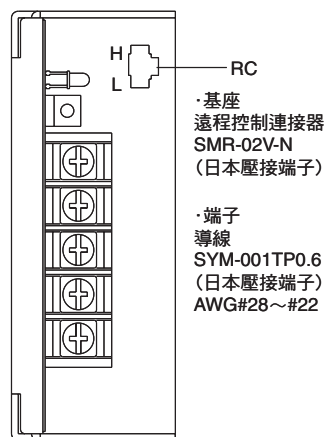 H
L
RC
·基座
遠程控制連接器
SMR-02V-N
(日本壓接端子)
·端子
導線
SYM-001TP0.6
(日本壓接端子)
AWG#28～#22